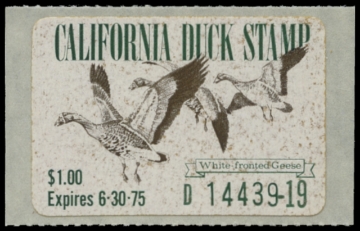 CALIFORNIA DUCK STAMP
White-fronted Geese
$1.00
Expires 6·30·75
D 14439-19